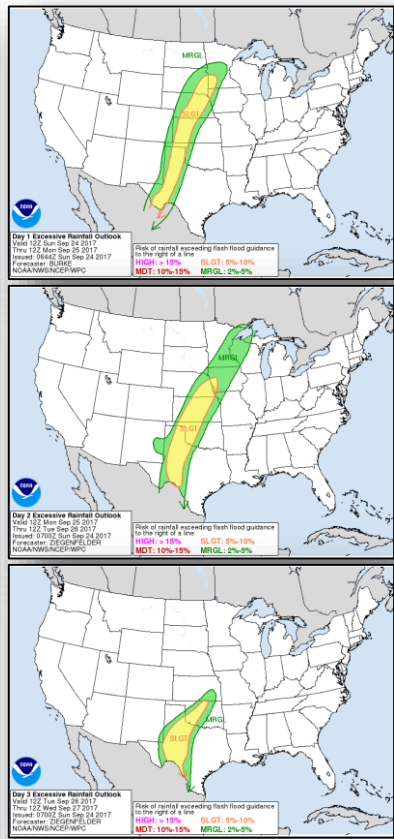 MRGL
SLGT
NOAA
Day 1 Excessive Rainfall Outlook
Valid 12Z Sun Sep 24 2017
Thru 12Z Mon Sep 25 2017
Issued: 0644Z Sun Sep 24 2017
Forecaster: BURKE
NOAA/NWS/NCEP/WPC
Risk of rainfall exceeding flash flood guidance
to the right of a line
HIGH: > 15% SLGT: 5%-10%
MDT: 10%-15% MRGL: 2%-5%
MRGL
SLGT
NOAA
Day 2 Excessive Rainfall Outlook
Valid 12Z Mon Sep 25 2017
Thru 12Z Tue Sep 26 2017
Issued: 0700Z Sun Sep 24 2017
Forecaster: ZIEGENFELDER
NOAA/NWS/NCEP/WPC
Risk of rainfall exceeding flash flood guidance
to the right of a line
HIGH: > 15% SLGT: 5%-10%
MDT: 10%-15% MRGL: 2%-5%
MRGL
SLGT
NOAA
Day 3 Excessive Rainfall Outlook
Valid 12Z Tue Sep 26 2017
Thru 12Z Wed Sep 27 2017
Issued: 0700Z Sun Sep 24 2017
Forecaster: ZIEGENFELDER
NOAA/NWS/NCEP/WPC
Risk of rainfall exceeding flash flood guidance
to the right of a line
HIGH: > 15% SLGT: 5%-10%
MDT: 10%-15% MRGL: 2%-5%